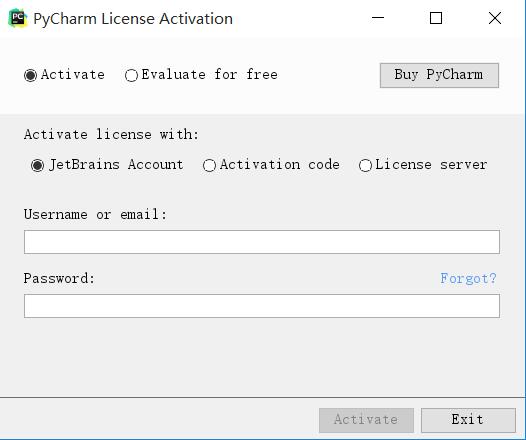 PyCharm License Activation
Activate Evaluate for free Buy PyCharm
Activate license with:
JetBrains Account Activation code License server
Username or email:
Password: Forgot?
Activate Exit